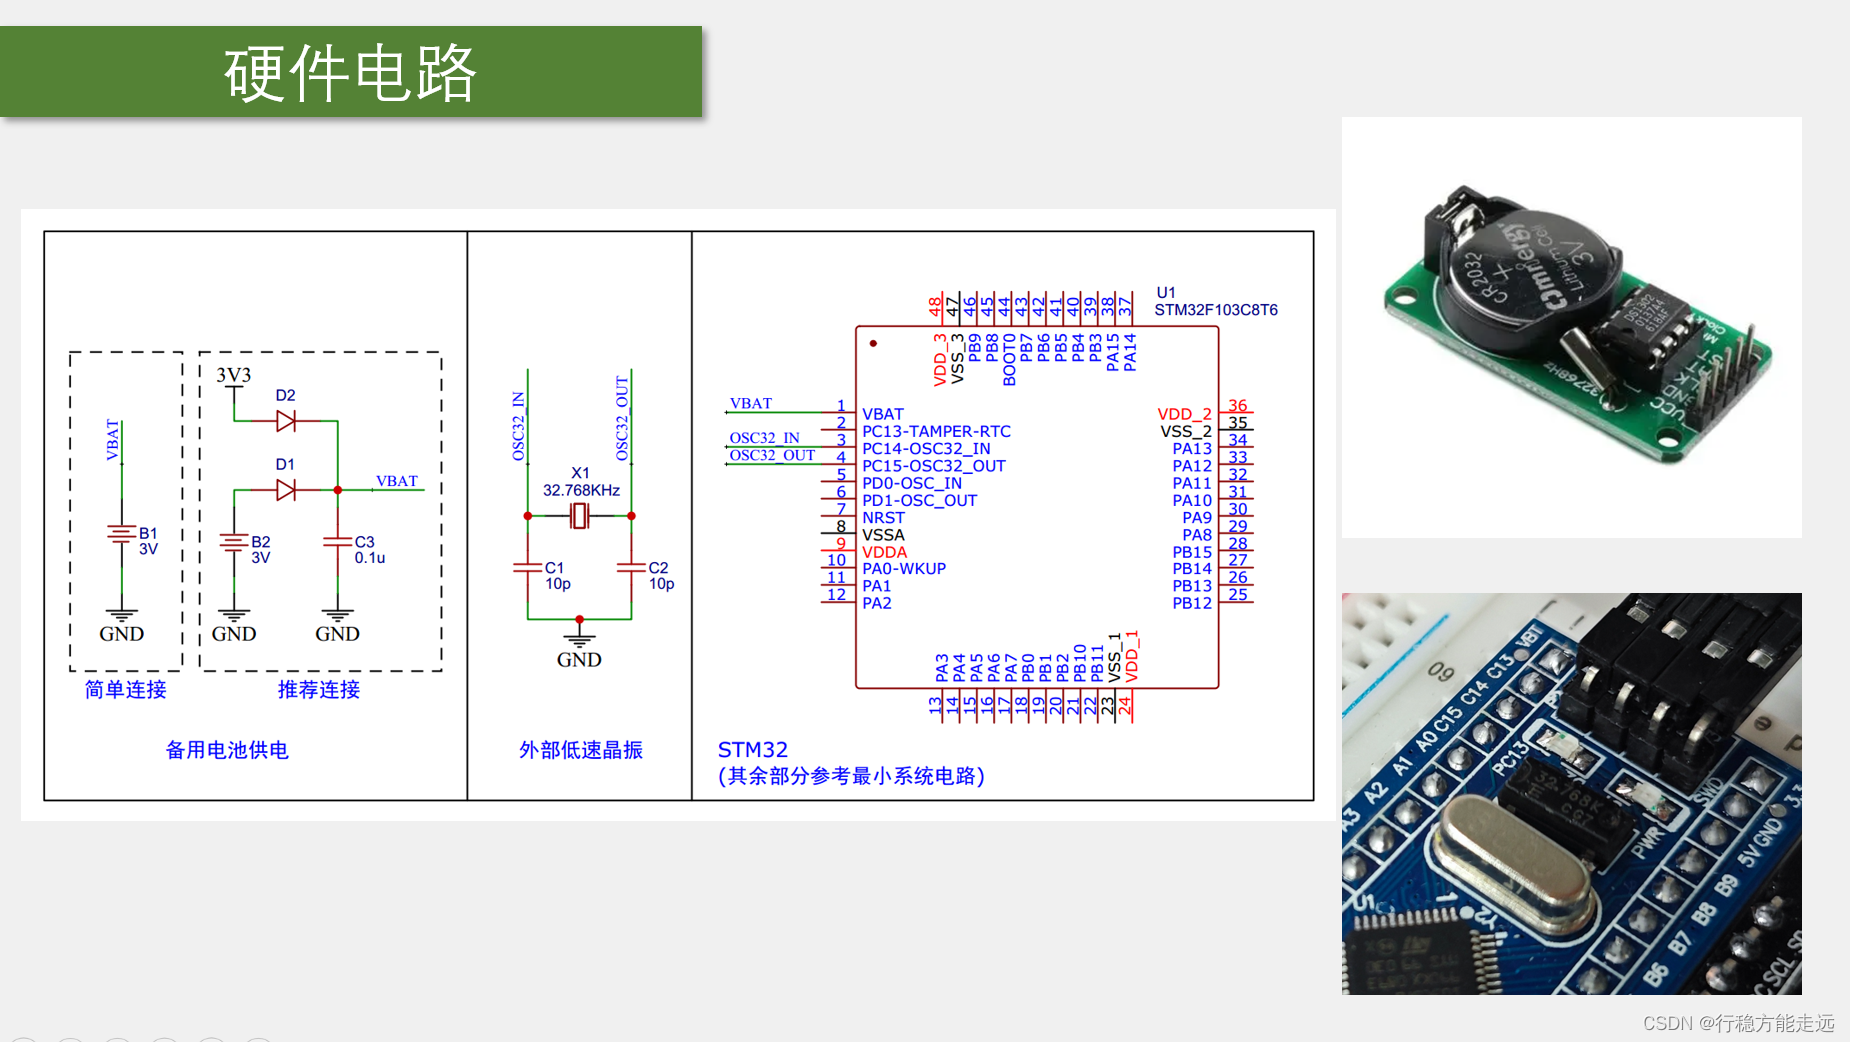 硬件电路
3V3
D2
D1
VBAT
VBAT
B1
3V
B2
3V
C3
0.1u
GND
GND
GND
简单连接
推荐连接
备用电池供电
OSC32_IN
OSC32_OUT
X1
32.768KHz
C1
10p
C2
10p
GND
外部低速晶振
U1
STM32F103C8T6
48 47 46 45 44 43 42 41 40 39 38 37
VDD_3 VSS_3 PB9 PB8 BOOT0 PB7 PB6 PB5 PB4 PB3 PA15 PA14
VBAT 1 VBAT
2 PC13-TAMPER-RTC
OSC32_IN 3 PC14-OSC32_IN
OSC32_OUT 4 PC15-OSC32_OUT
5 PD0-OSC_IN
6 PD1-OSC_OUT
7 NRST
8 VSSA
9 VDDA
10 PA0-WKUP
11 PA1
12 PA2
VDD_2 36
VSS_2 35
PA13 34
PA12 33
PA11 32
PA10 31
PA9 30
PA8 29
PB15 28
PB14 27
PB13 26
PB12 25
PA3 PA4 PA5 PA6 PA7 PB0 PB1 PB2 PB10 PB11 VSS_1 VDD_1
13 14 15 16 17 18 19 20 21 22 23 24
STM32
(其余部分参考最小系统电路)
CR2032
+
Omnergy
Lithium Cell
3V
DS1302
32768Hz
VCC
GND
CLK
60
VBT
C13
C14
C15
A0
A1
A2
A3
PC13
32.768K
PWR
SWD
3.3
GND
5V
B9
B8
B7
B6
U1
Y2
SCL
CSDN @行稳方能走远